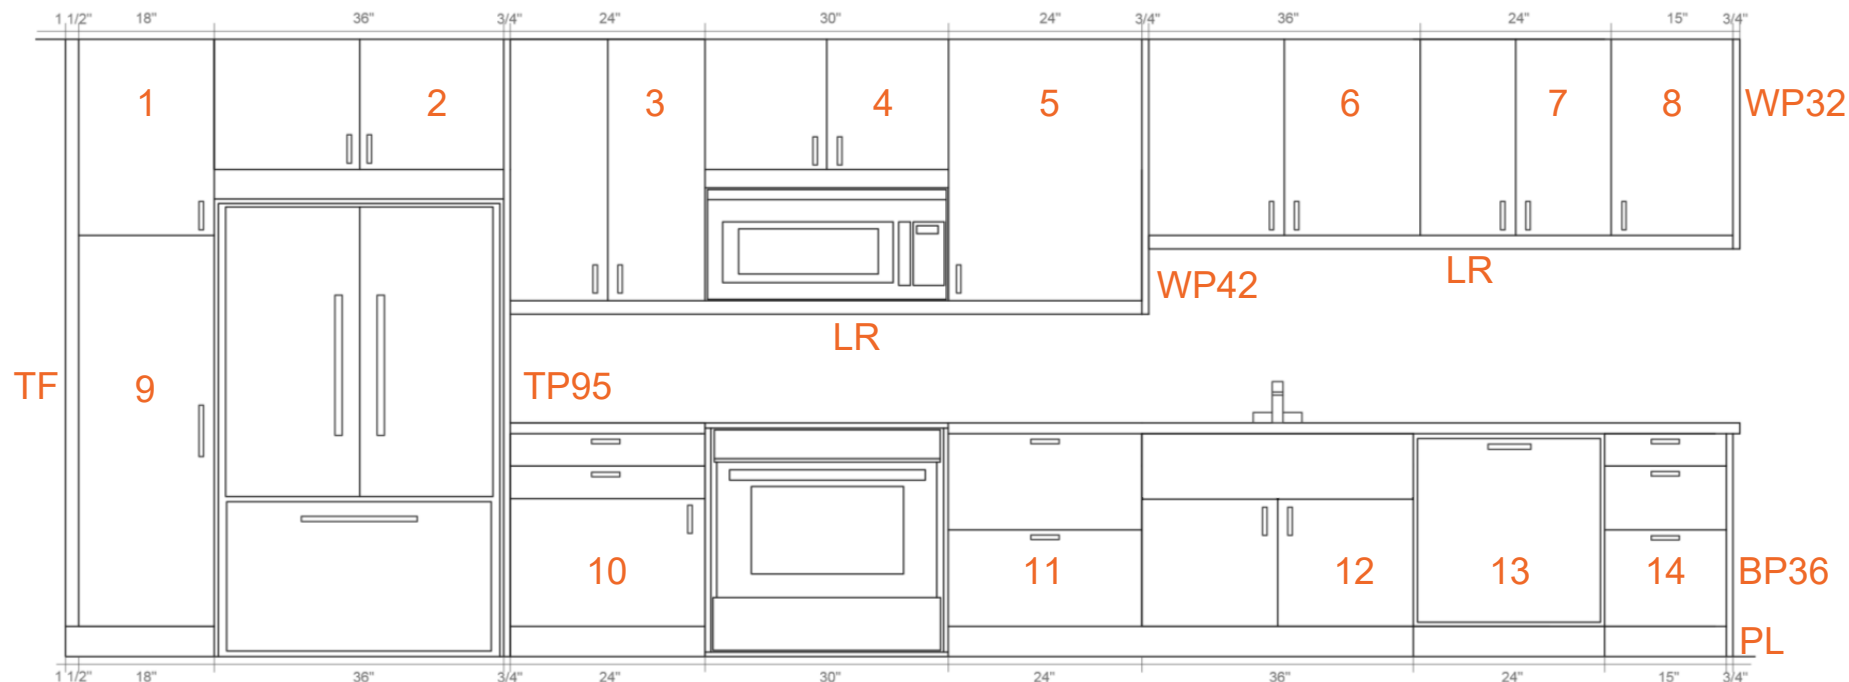 1 1/2" 18" 36" 3/4" 24" 30" 24" 3/4" 36" 24" 15" 3/4"
1 2 3 4 5 6 7 8 WP32
LR
WP42
LR
TF 9 TP95
10 11 12 13 14 BP36
PL
1 1/2" 18" 36" 3/4" 24" 30" 24" 36" 24" 15" 3/4"